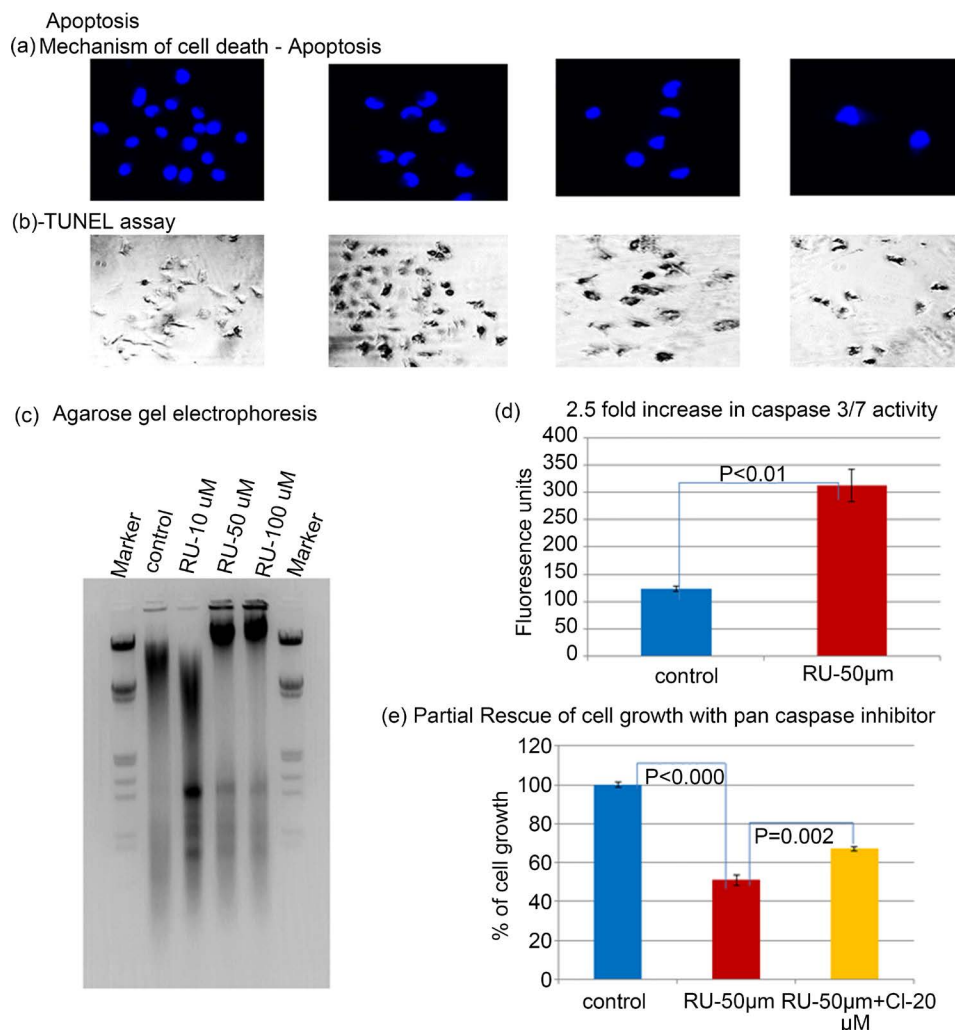 Apoptosis
(a) Mechanism of cell death - Apoptosis
(b)-TUNEL assay
(c) Agarose gel electrophoresis
Marker
control
RU-10 uM
RU-50 uM
RU-100 uM
Marker
(d) 2.5 fold increase in caspase 3/7 activity
Fluoresence units
400
350
300
250
200
150
100
50
0
P<0.01
control
RU-50µm
(e) Partial Rescue of cell growth with pan caspase inhibitor
% of cell growth
120
100
80
60
40
20
0
P<0.000
P=0.002
control
RU-50µm
RU-50µm+Cl-20
µM